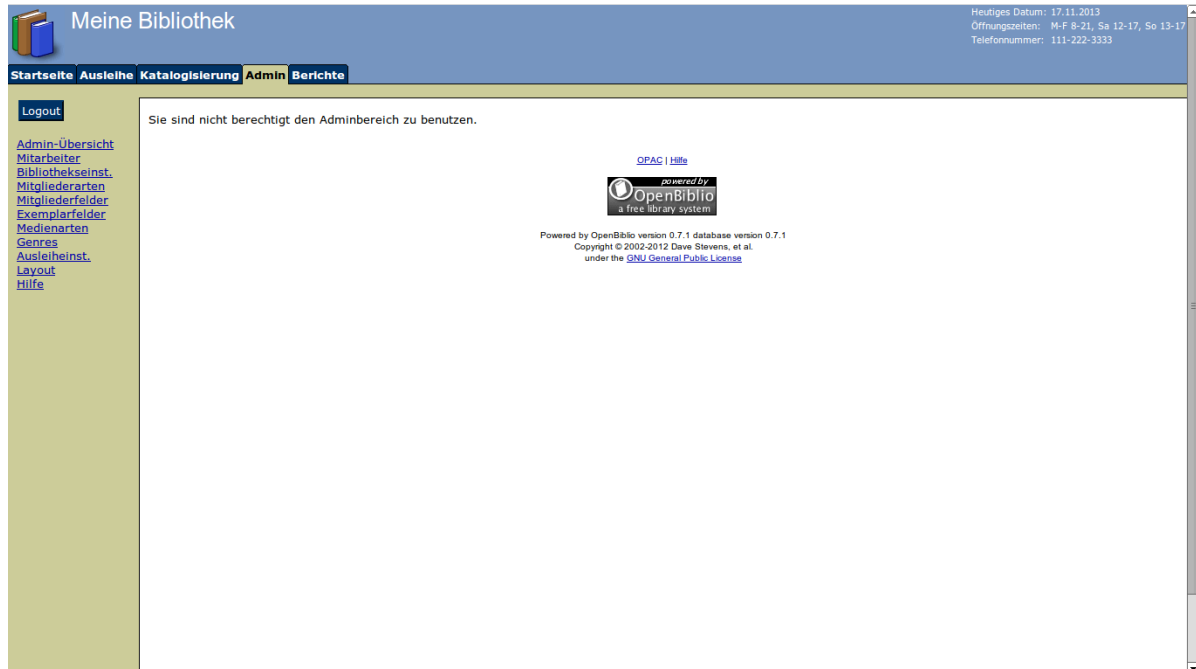 Meine Bibliothek
Heutiges Datum: 17.11.2013
Öffnungszeiten: M-F 8-21, Sa 12-17, So 13-17
Telefonnummer: 111-222-3333
Startseite Ausleihe Katalogisierung Admin Berichte
Logout
Admin-Übersicht
Mitarbeiter
Bibliothekseinst.
Mitgliederarten
Mitgliederfelder
Exemplarfelder
Medienarten
Genres
Ausleiheinst.
Layout
Hilfe
Sie sind nicht berechtigt den Adminbereich zu benutzen.
OPAC | Hilfe
powered by
OpenBiblio
a free library system
Powered by OpenBiblio version 0.7.1 database version 0.7.1
Copyright © 2002-2012 Dave Stevens, et al.
under the GNU General Public License